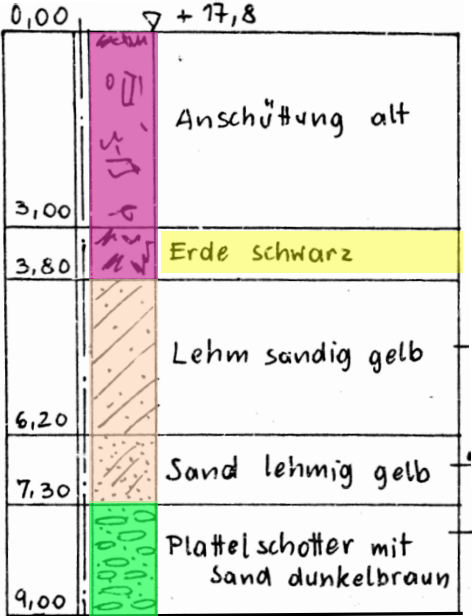 0,00 + 17,8
Anschüttung alt
3,00
Erde schwarz
3,80
Lehm sandig gelb
6,20
Sand lehmig gelb
7,30
Plattelschotter mit
Sand dunkelbraun
9,00